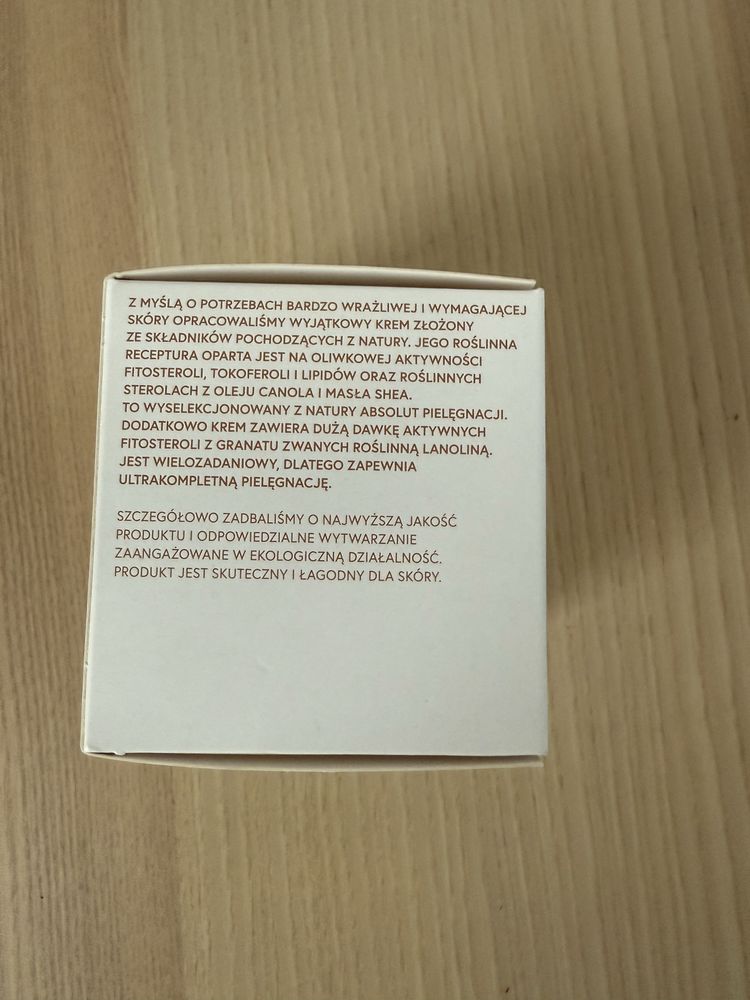 Z MYŚLĄ O POTRZEBACH BARDZO WRAŻLIWEJ I WYMAGAJĄCEJ
SKÓRY OPRACOWALIŚMY WYJĄTKOWY KREM ZŁOŻONY
ZE SKŁADNIKÓW POCHODZĄCYCH Z NATURY. JEGO ROŚLINNA
RECEPTURA OPARTA JEST NA OLIWKOWEJ AKTYWNOŚCI
FITOSTEROLI, TOKOFEROLI I LIPIDÓW ORAZ ROŚLINNYCH
STEROLACH Z OLEJU CANOLA I MASŁA SHEA.
TO WYSELEKCJONOWANY Z NATURY ABSOLUT PIELĘGNACJI.
DODATKOWO KREM ZAWIERA DUŻĄ DAWKĘ AKTYWNYCH
FITOSTEROLI Z GRANATU ZWANYCH ROŚLINNĄ LANOLINĄ.
JEST WIELOZADANIOWY, DLATEGO ZAPEWNIA
ULTRAKOMPLETNĄ PIELĘGNACJĘ.
SZCZEGÓŁOWO ZADBALIŚMY O NAJWYŻSZĄ JAKOŚĆ
PRODUKTU I ODPOWIEDZIALNE WYTWARZANIE
ZAANGAŻOWANE W EKOLOGICZNĄ DZIAŁALNOŚĆ.
PRODUKT JEST SKUTECZNY I ŁAGODNY DLA SKÓRY.